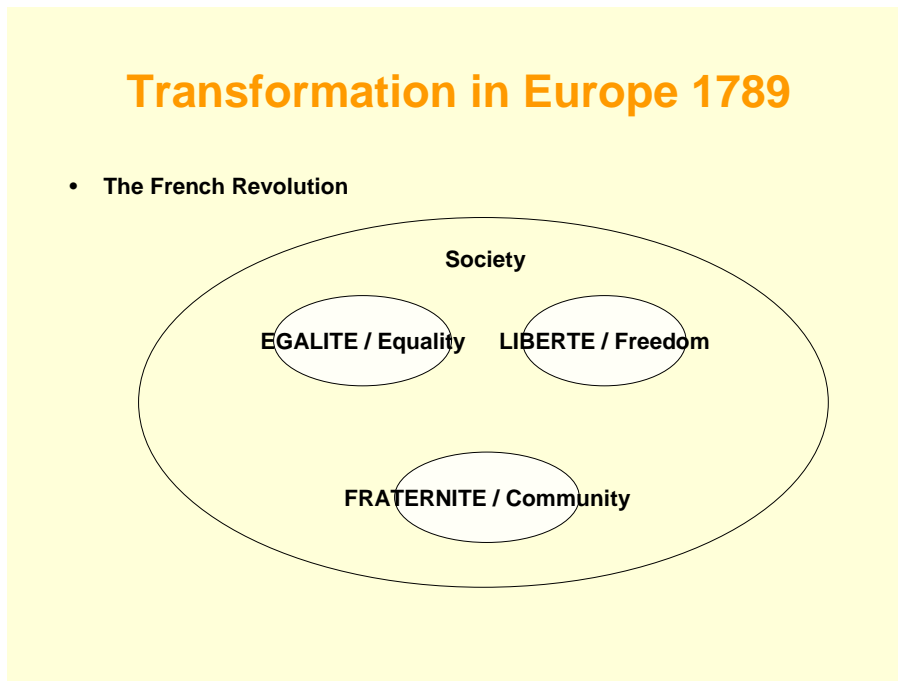 Transformation in Europe 1789
• The French Revolution
Society
EGALITE / Equality LIBERTE / Freedom
FRATERNITE / Community